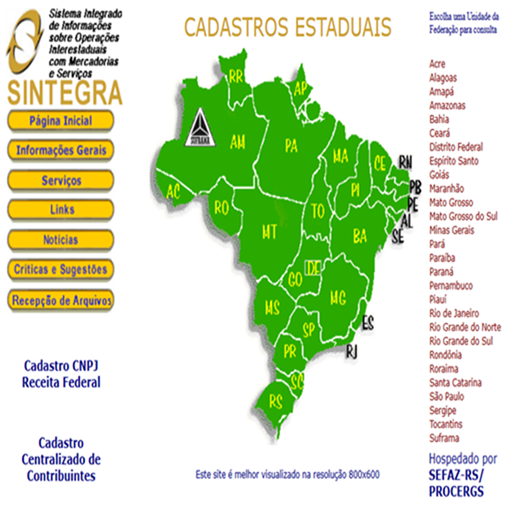 Sistema Integrado
de Informações
sobre Operações
Interestaduais
com Mercadorias
e Serviços
SINTEGRA
Página Inicial
Informações Gerais
Serviços
Links
Notícias
Críticas e Sugestões
Recepção de Arquivos
Cadastro CNPJ
Receita Federal
Cadastro
Centralizado de
Contribuintes
CADASTROS ESTADUAIS
RR
AP
SUFRAMA
AM
PA
MA
CE
RN
AC
RO
TO
PI
PB
PE
AL
SE
MT
BA
DF
GO
MG
MS
ES
SP
RJ
PR
SC
RS
Este site é melhor visualizado na resolução 800x600
Escolha uma Unidade da
Federação para consulta
Acre
Alagoas
Amapá
Amazonas
Bahia
Ceará
Distrito Federal
Espírito Santo
Goiás
Maranhão
Mato Grosso
Mato Grosso do Sul
Minas Gerais
Pará
Paraíba
Paraná
Pernambuco
Piauí
Rio de Janeiro
Rio Grande do Norte
Rio Grande do Sul
Rondônia
Roraima
Santa Catarina
São Paulo
Sergipe
Tocantins
Suframa
Hospedado por
SEFAZ-RS/
PROCERGS